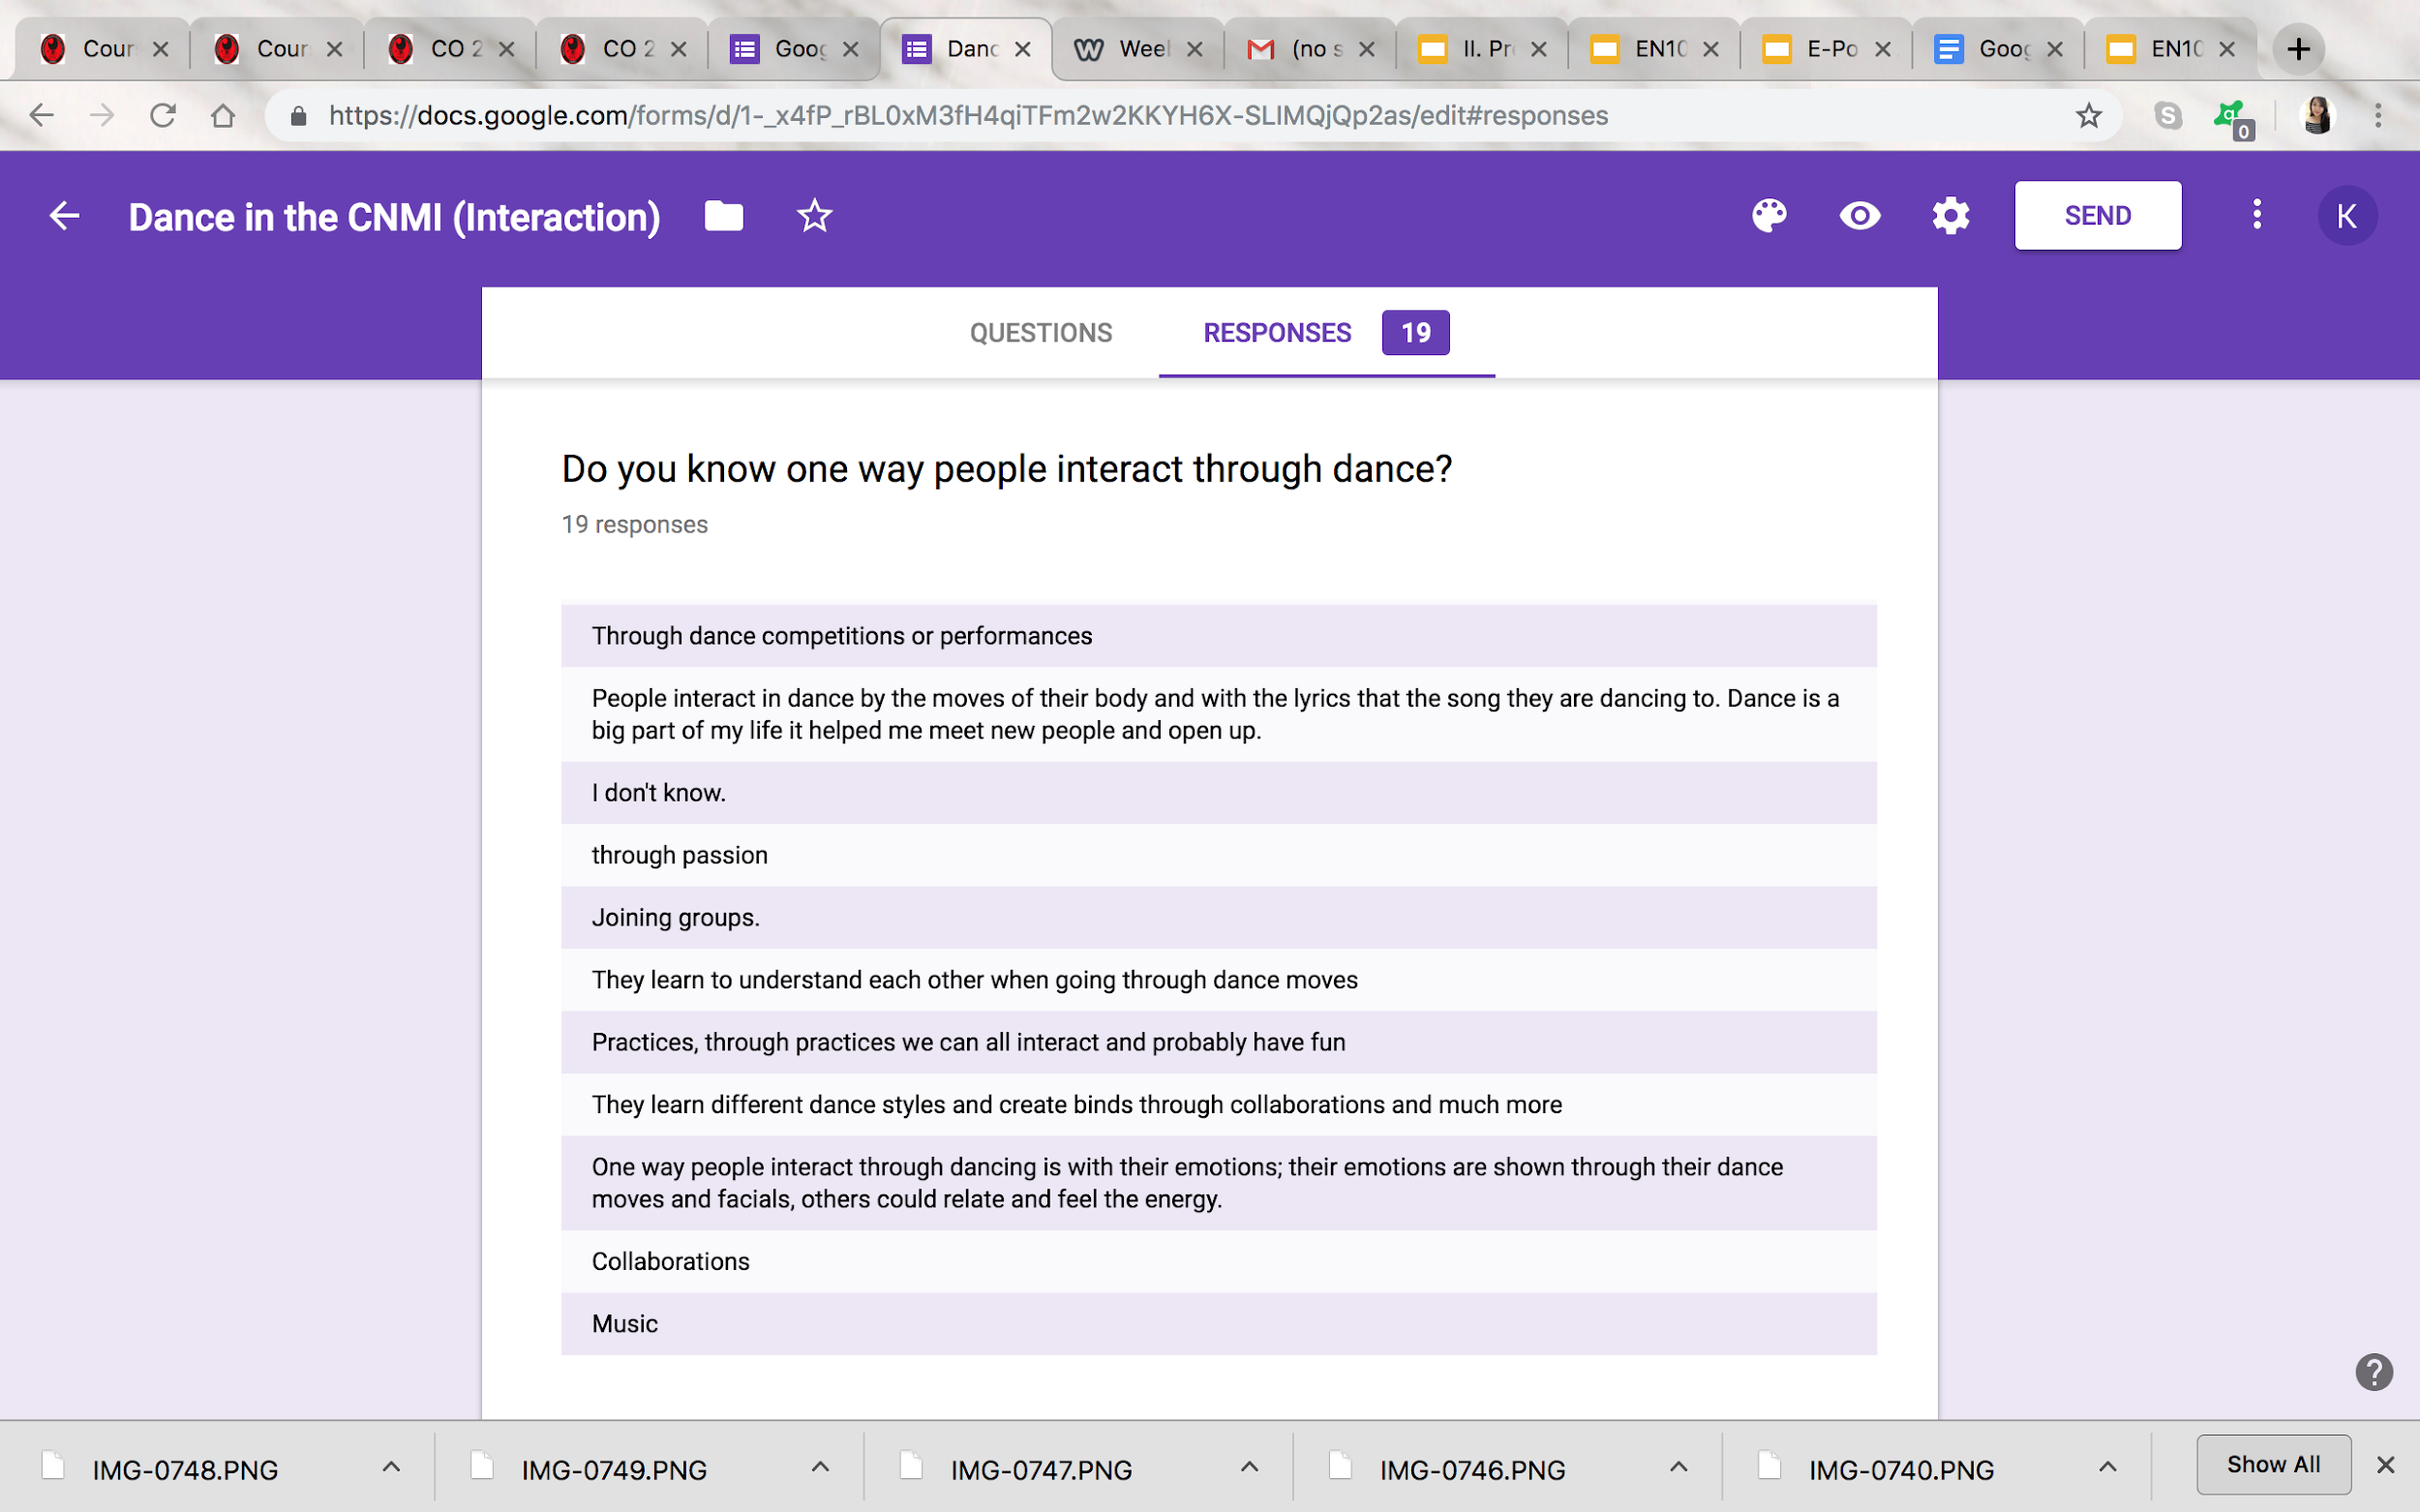 Cour
Cour
CO 2
CO 2
Goog
Danc
Weel
(no s
II. Pr
EN10
E-Po
Goog
EN10
https://docs.google.com/forms/d/1-_x4fP_rBL0xM3fH4qiTFm2w2KKYH6X-SLIMQjQp2as/edit#responses
0
Dance in the CNMI (Interaction)
SEND
K
QUESTIONS
RESPONSES 19
Do you know one way people interact through dance?
19 responses
Through dance competitions or performances
People interact in dance by the moves of their body and with the lyrics that the song they are dancing to. Dance is a
big part of my life it helped me meet new people and open up.
I don't know.
through passion
Joining groups.
They learn to understand each other when going through dance moves
Practices, through practices we can all interact and probably have fun
They learn different dance styles and create binds through collaborations and much more
One way people interact through dancing is with their emotions; their emotions are shown through their dance
moves and facials, others could relate and feel the energy.
Collaborations
Music
IMG-0748.PNG
IMG-0749.PNG
IMG-0747.PNG
IMG-0746.PNG
IMG-0740.PNG
Show All